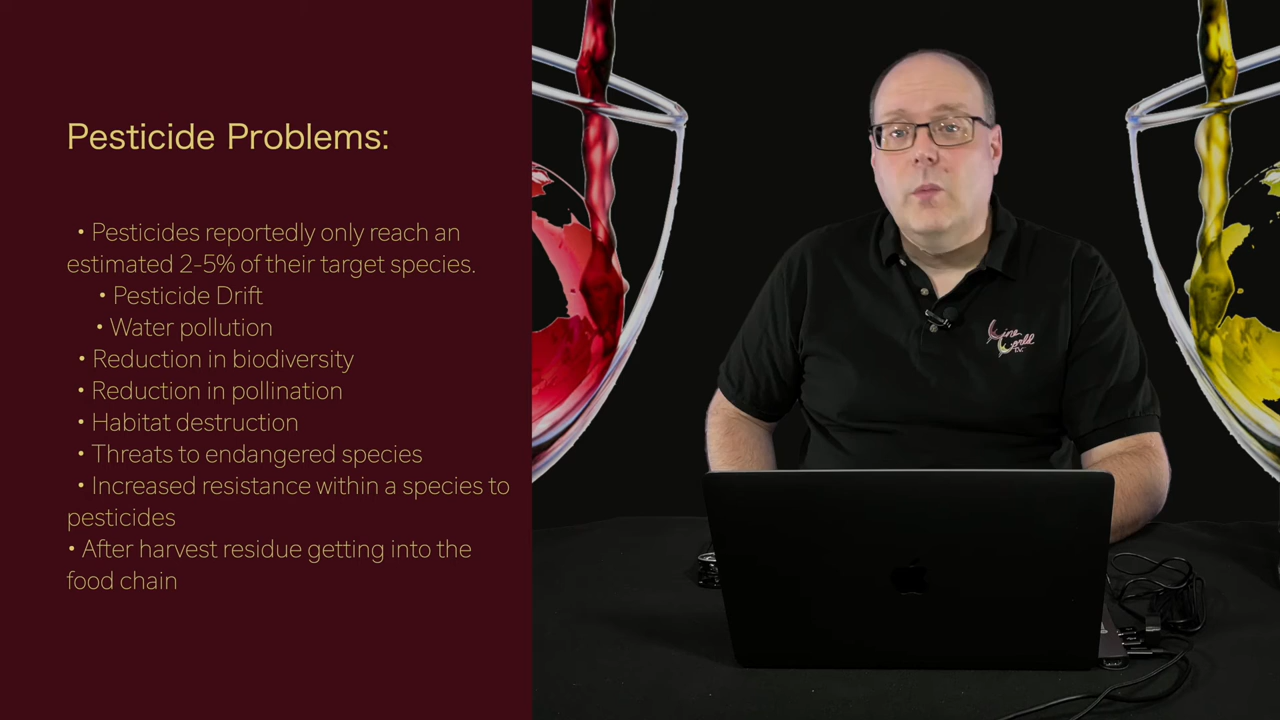 Pesticide Problems:
• Pesticides reportedly only reach an
estimated 2-5% of their target species.
• Pesticide Drift
• Water pollution
• Reduction in biodiversity
• Reduction in pollination
• Habitat destruction
• Threats to endangered species
• Increased resistance within a species to
pesticides
• After harvest residue getting into the
food chain
Wine
World